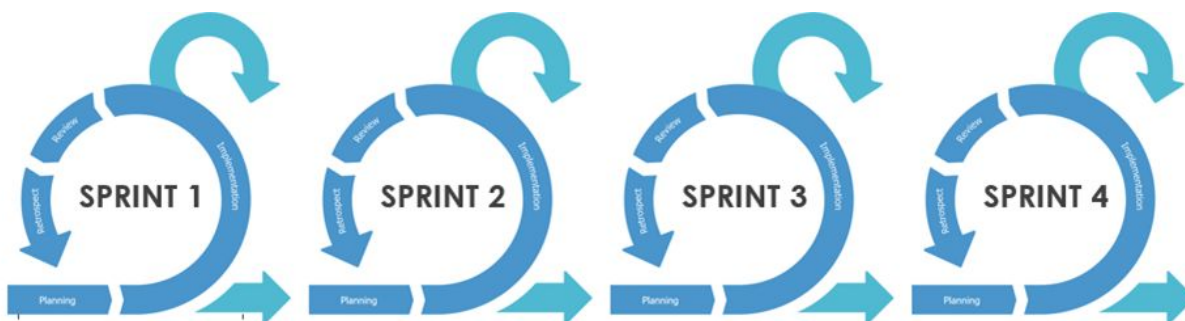 Review
Implementation
Retrospect
SPRINT 1
Planning
Review
Implementation
Retrospect
SPRINT 2
Planning
Review
Implementation
Retrospect
SPRINT 3
Planning
Review
Implementation
Retrospect
SPRINT 4
Planning